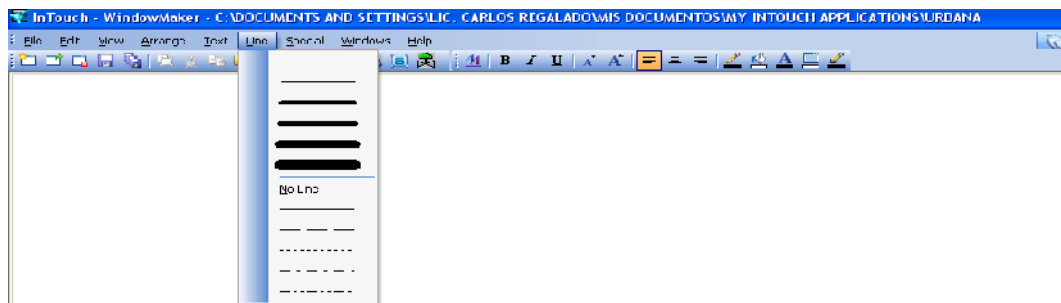 InTouch - WindowMaker - C:\DOCUMENTS AND SETTINGS\LIC. CARLOS REGALADO\MIS DOCUMENTOS\MY INTOUCH APPLICATIONS\URBANA
File Edit View Arrange Text Line Special Windows Help
B I U A A A
No Line